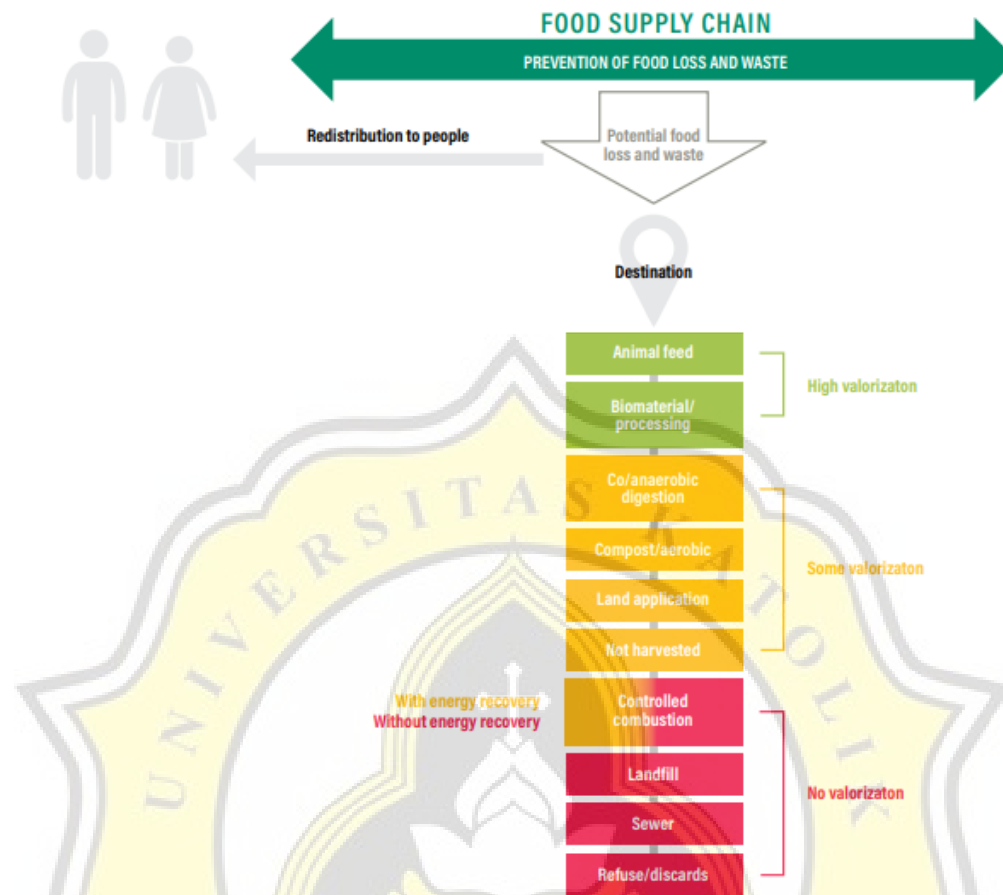 FOOD SUPPLY CHAIN
PREVENTION OF FOOD LOSS AND WASTE
Redistribution to people
Potential food
loss and waste
Destination
Animal feed
Biomaterial/
processing
High valorizaton
Co/anaerobic
digestion
Compost/aerobic
Land application
Not harvested
Some valorizaton
With energy recovery
Without energy recovery
Controlled
combustion
Landfill
Sewer
Refuse/discards
No valorizaton
UNIVERSITAS KATOLIK